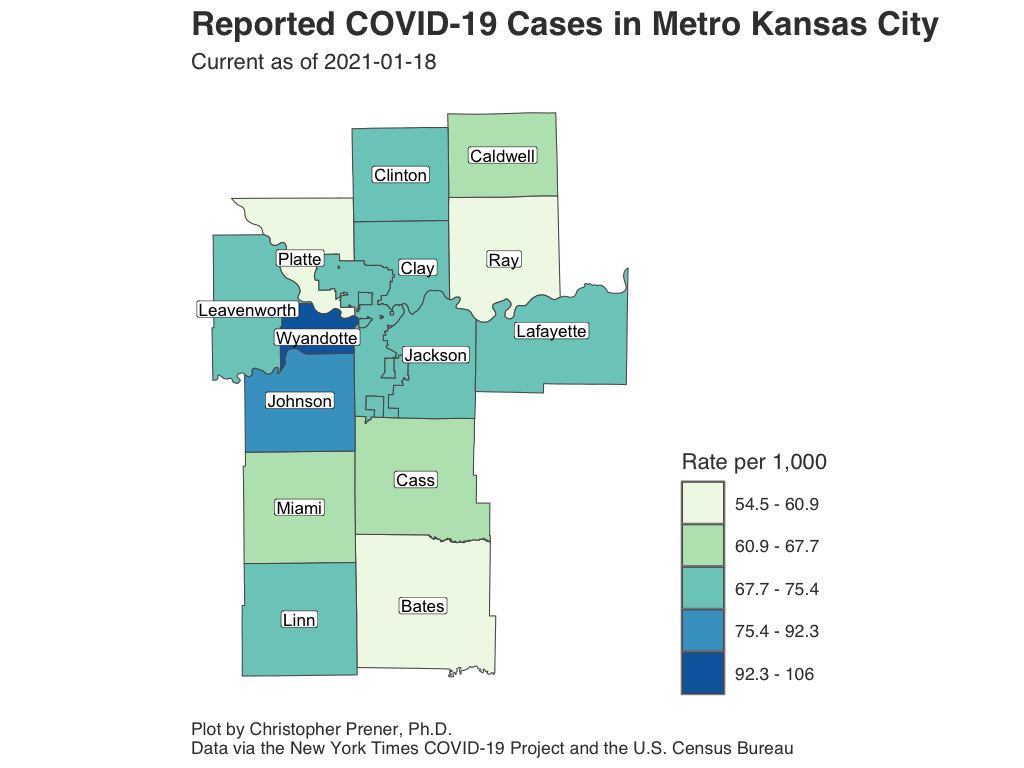 Reported COVID-19 Cases in Metro Kansas City
Current as of 2021-01-18
Caldwell
Clinton
Platte
Clay
Ray
Leavenworth
Wyandotte
Lafayette
Jackson
Johnson
Cass
Miami
Bates
Linn
Rate per 1,000
54.5 - 60.9
60.9 - 67.7
67.7 - 75.4
75.4 - 92.3
92.3 - 106
Plot by Christopher Prener, Ph.D.
Data via the New York Times COVID-19 Project and the U.S. Census Bureau